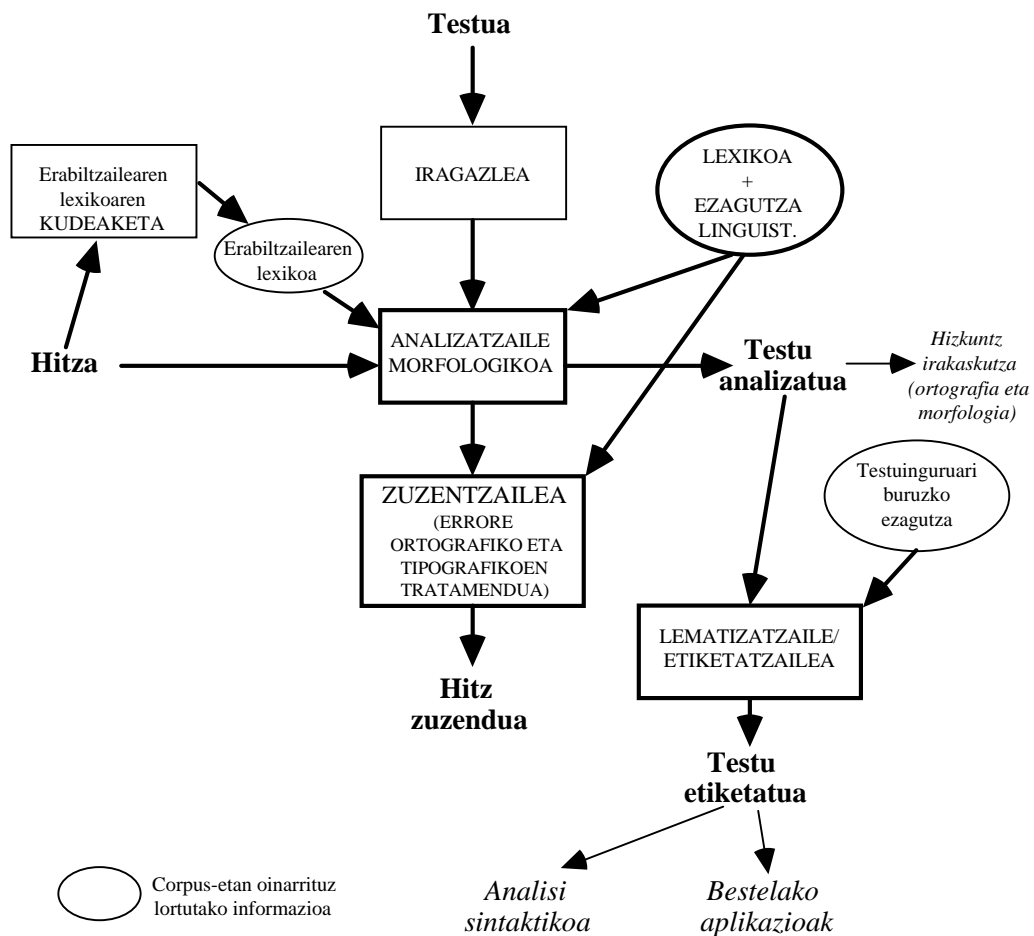 Testua
IRAGAZLEA
LEXIKOA
+
EZAGUTZA
LINGUIST.
Erabiltzailearen
lexikoaren
KUDEAKETA
Erabiltzailearen
lexikoa
Hitza
ANALIZATZAILE
MORFOLOGIKOA
Testu
analizatua
Hizkuntz
irakaskutza
(ortografia eta
morfologia)
ZUZENTZAILEA
(ERRORE
ORTOGRAFIKO ETA
TIPOGRAFIKOEN
TRATAMENDUA)
Testuinguruari
buruzko
ezagutza
LEMATIZATZAILE/
ETIKETATZAILEA
Hitz
zuzendua
Testu
etiketatua
Analisi
sintaktikoa
Bestelako
aplikazioak
Corpus-etan oinarrituz
lortutako informazioa